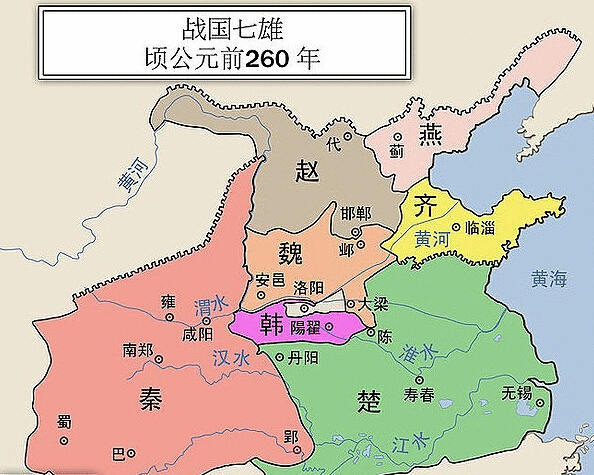 战国七雄
顷公元前260 年
燕
代
蓟
赵
黄河
齐
邯郸
临淄
黄河
邺
魏
黄海
安邑
洛阳
大梁
雍
渭水
咸阳
韩
陽翟
陈
南郑
汉水
丹阳
淮水
寿春
无锡
秦
楚
蜀
巴
郢
江水